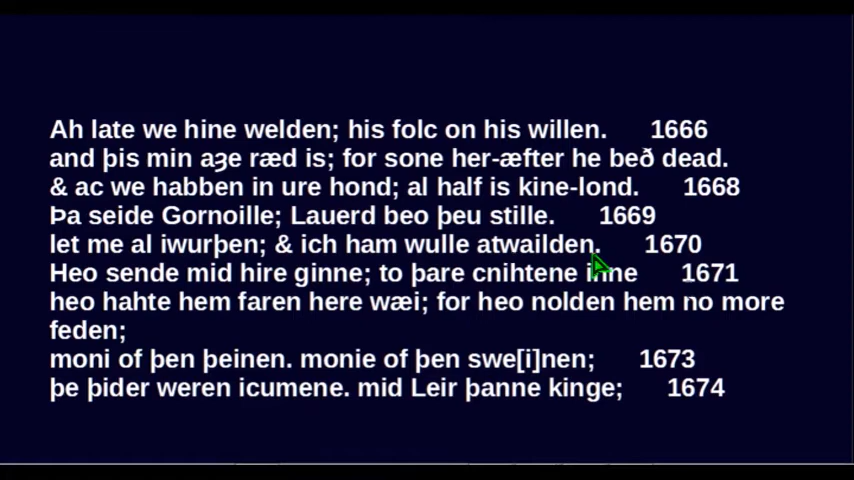 Ah late we hine welden; his folc on his willen. 1666
and þis min aȝe ræd is; for sone her-æfter he beð dead.
& ac we habben in ure hond; al half is kine-lond. 1668
Þa seide Gornoille; Lauerd beo þeu stille. 1669
let me al iwurþen; & ich ham wulle atwailden. 1670
Heo sende mid hire ginne; to þare cnihtene inne 1671
heo hahte hem faren here wæi; for heo nolden hem no more
feden;
moni of þen þeinen. monie of þen swe[i]nen; 1673
þe þider weren icumene. mid Leir þanne kinge; 1674